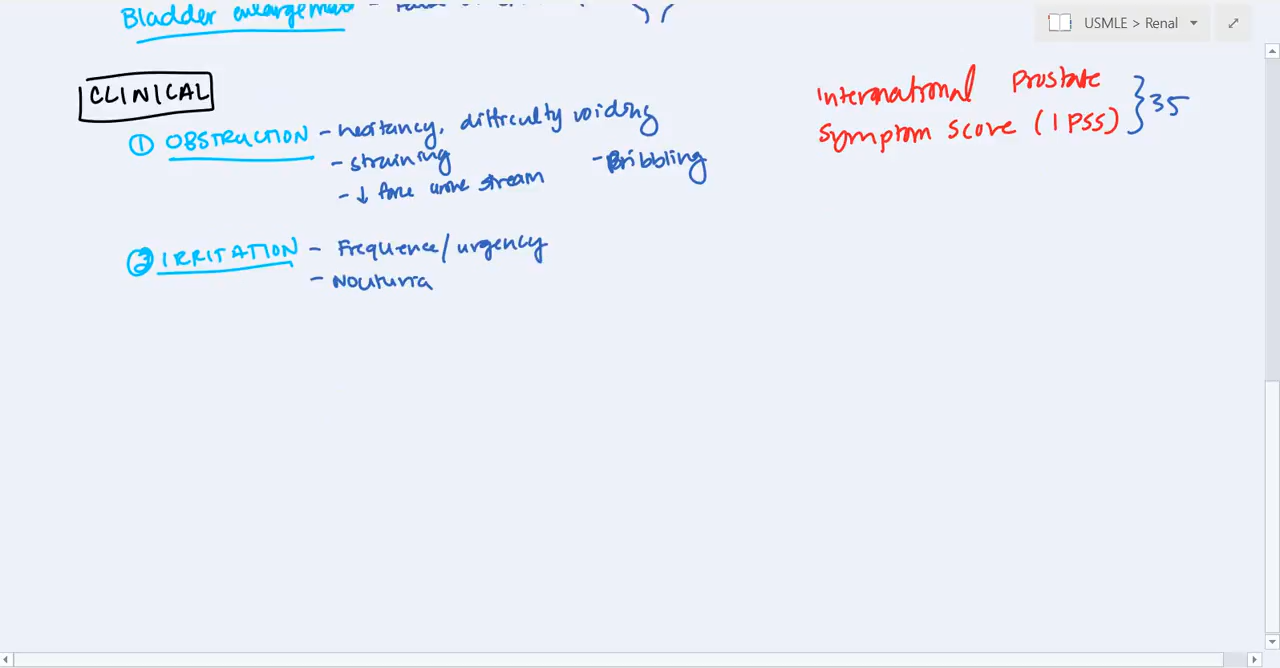 Bladder enlargement -
USMLE > Renal
CLINICAL
International Prostate
Symptom Score (IPSS) } 35
① OBSTRUCTION - hesitancy, difficulty voiding
- straining
- Dribbling
- ↓ force urine stream
② IRRITATION - Frequence/urgency
- Nocturra